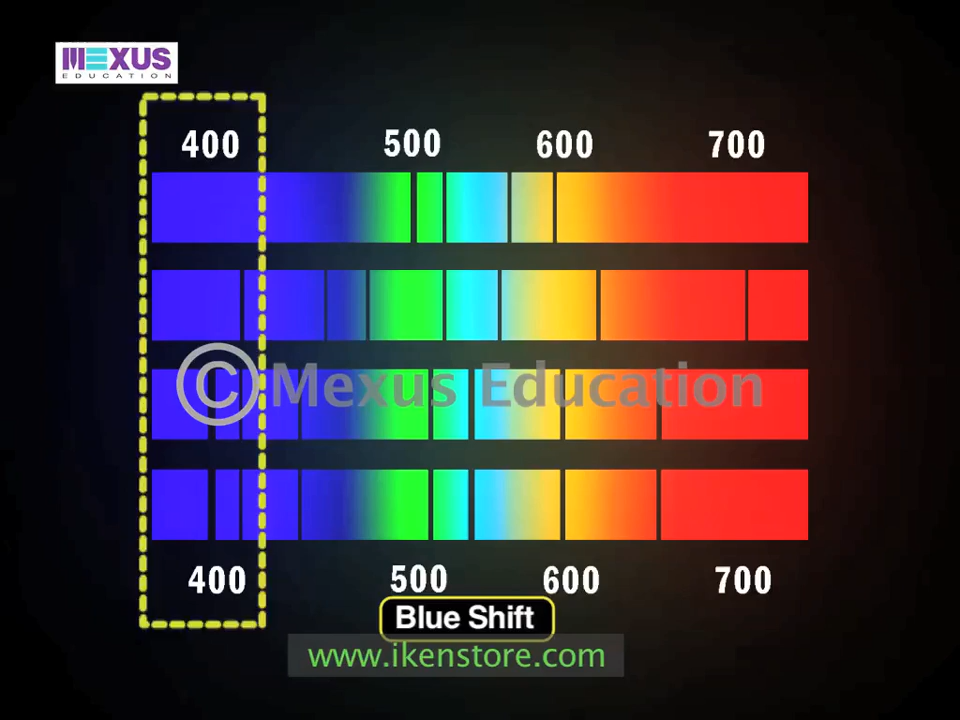 MEXUS
EDUCATION
400 500 600 700
©Mexus Education
400 500 600 700
Blue Shift
www.ikenstore.com